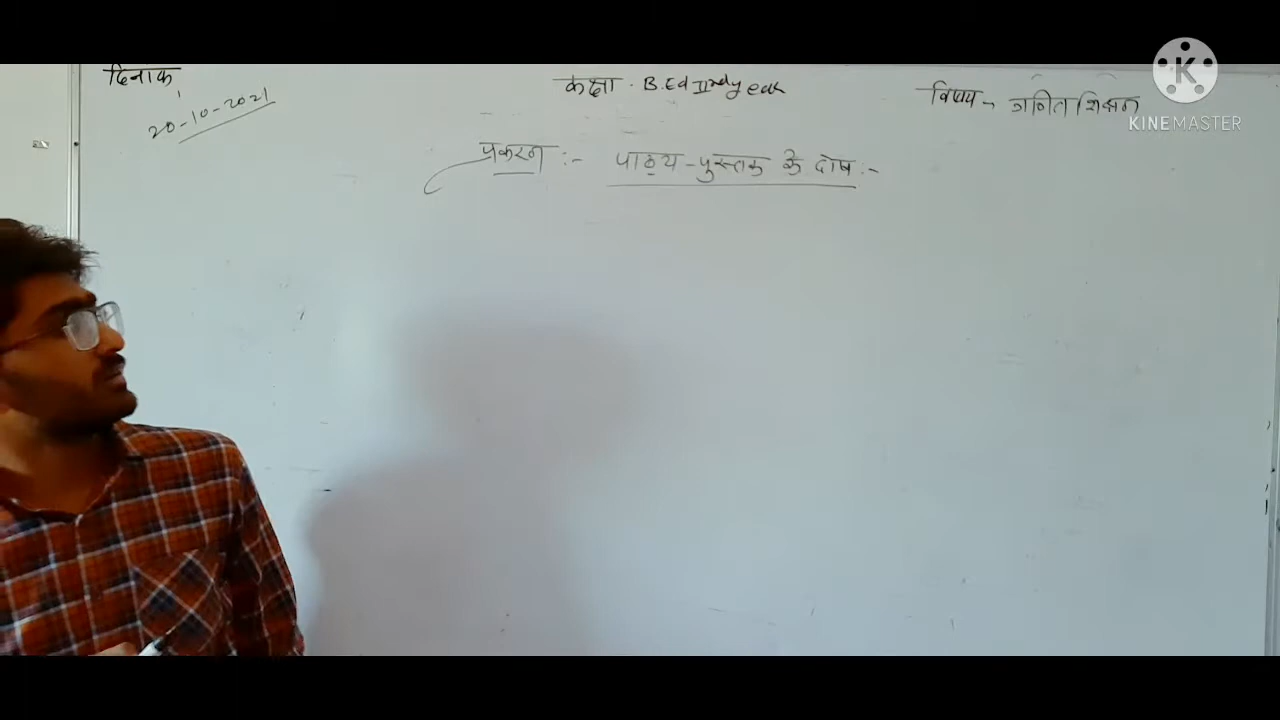 दिनांक
20-10-2021
कक्षा . B.Ed IInd year
विषय - गणित शिक्षण
प्रकरण :- पाठ्य-पुस्तक के दोष :-
K
KINEMASTER